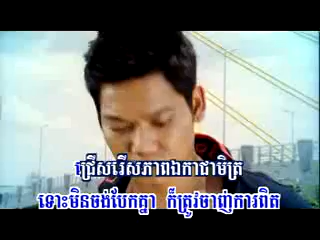 ជ្រើសរើសភាពឯកាជាមិត្រ
ទោះមិនចង់បែកគ្នា ក៏ត្រូវចាញ់ការពិត